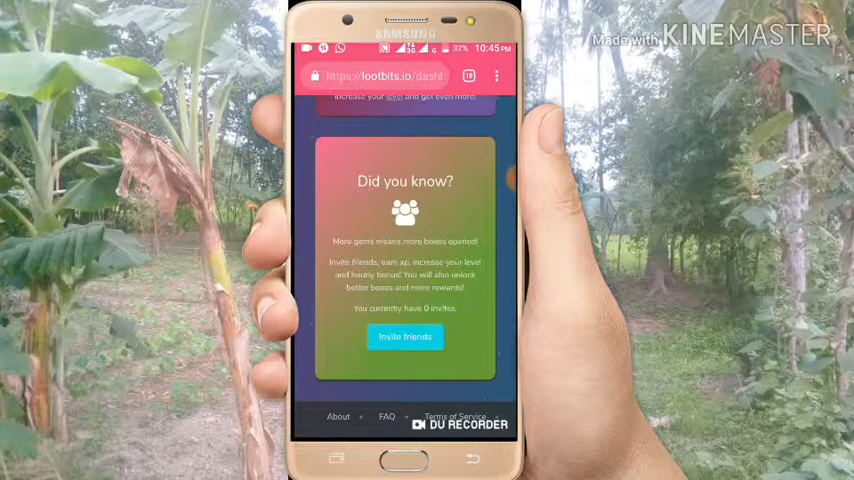 Made with KINEMASTER
SAMSUNG
3G G 37% 10:45 PM
https://lootbits.io/dasht
increase your level and get even more!
Did you know?
More gems means more boxes opened!
Invite friends, earn xp, increase your level
and hourly bonus! You will also unlock
better boxes and more rewards!
You currently have 0 invites.
Invite friends
About • FAQ • Terms of Service •
DU RECORDER